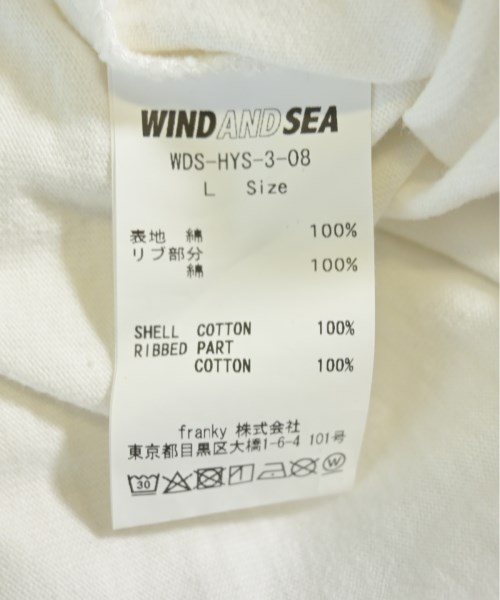 WIND AND SEA
WDS-HYS-3-08
L Size
表地 綿 100%
リブ部分
綿 100%
SHELL COTTON 100%
RIBBED PART
COTTON 100%
franky 株式会社
東京都目黒区大橋1-6-4 101号
30 W